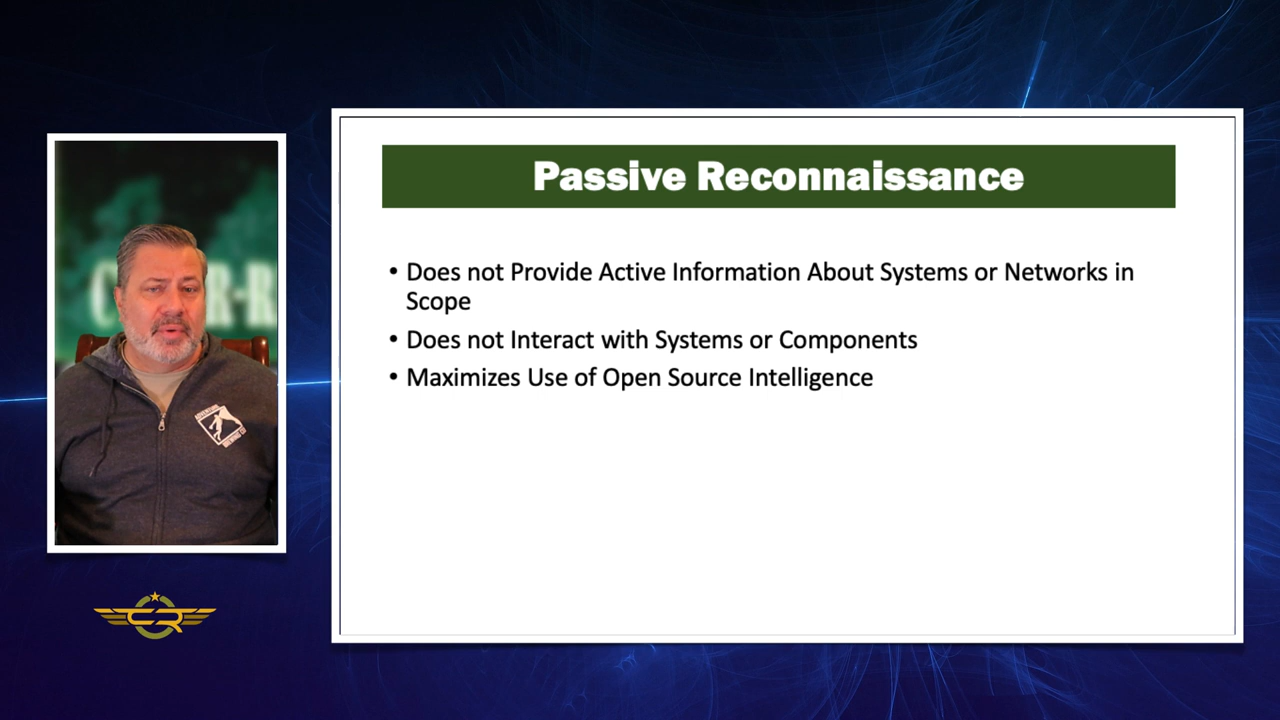 Passive Reconnaissance
• Does not Provide Active Information About Systems or Networks in
Scope
• Does not Interact with Systems or Components
• Maximizes Use of Open Source Intelligence
CR